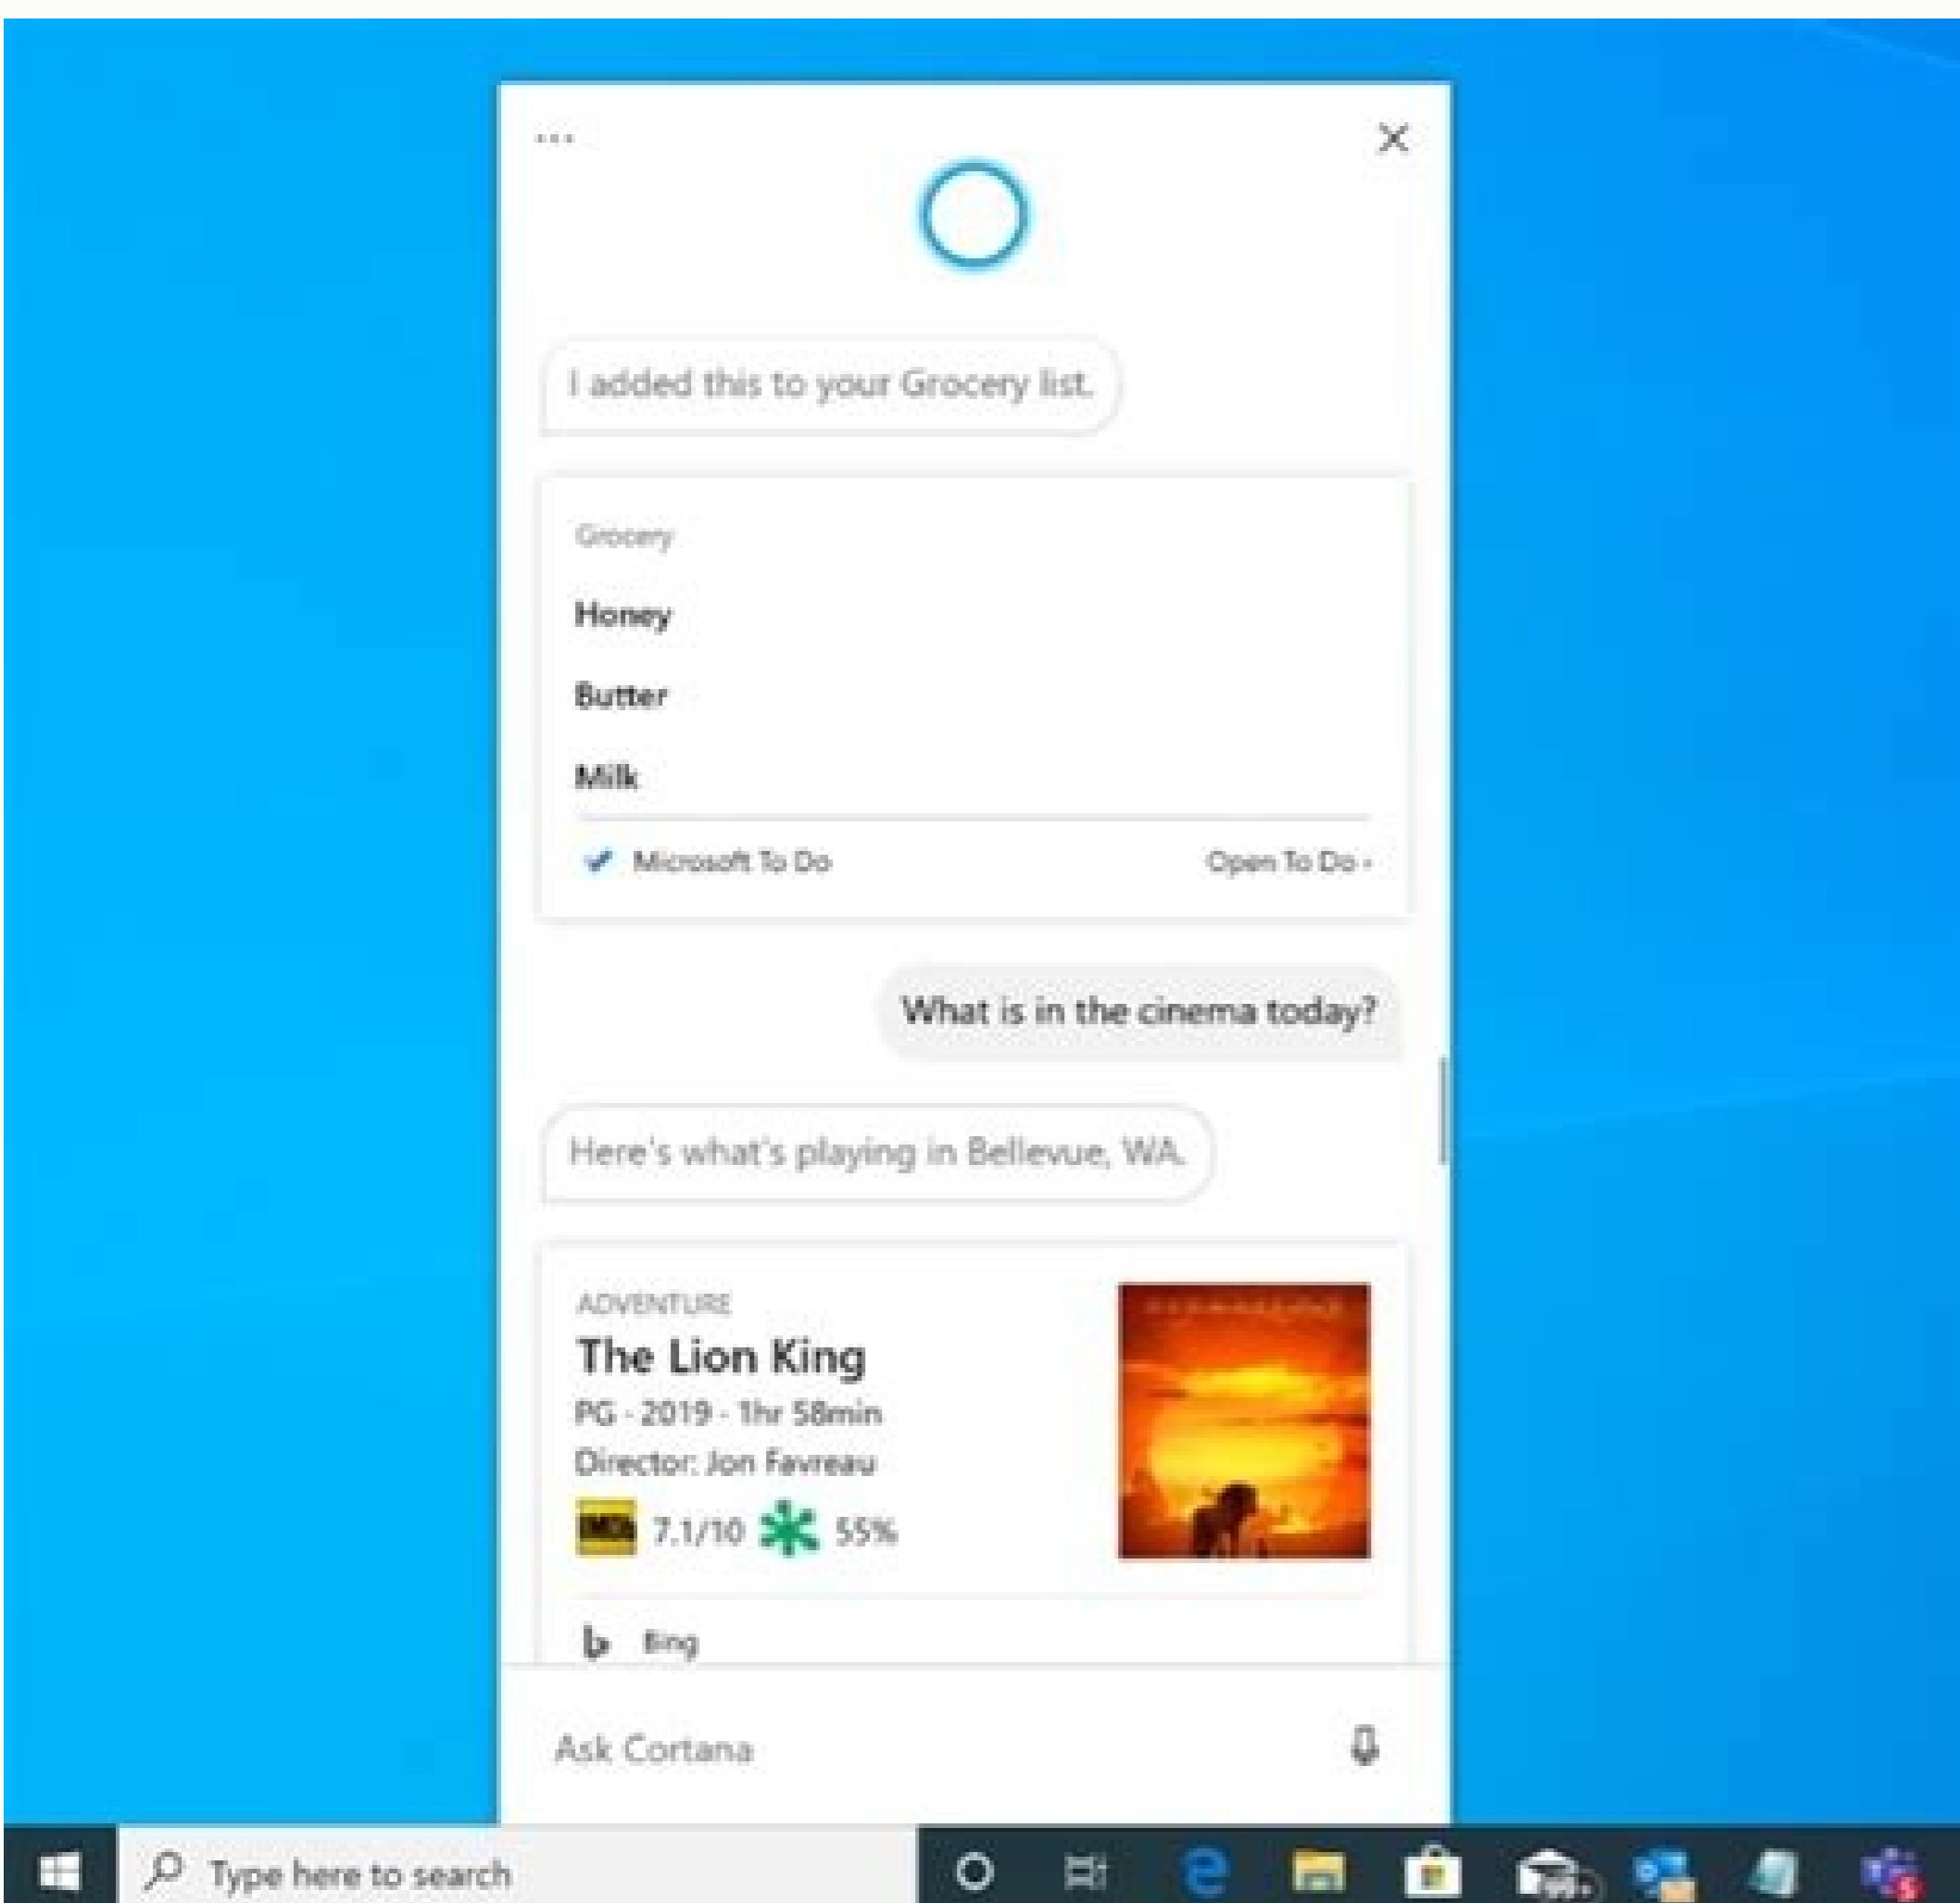 I added this to your Grocery list.
Grocery
Honey
Butter
Milk
Microsoft To Do
Open To Do ›
What is in the cinema today?
Here's what's playing in Bellevue, WA.
ADVENTURE
The Lion King
PG - 2019 - 1hr 58min
Director: Jon Favreau
IMDb 7.1/10 55%
b Bing
Ask Cortana
Type here to search